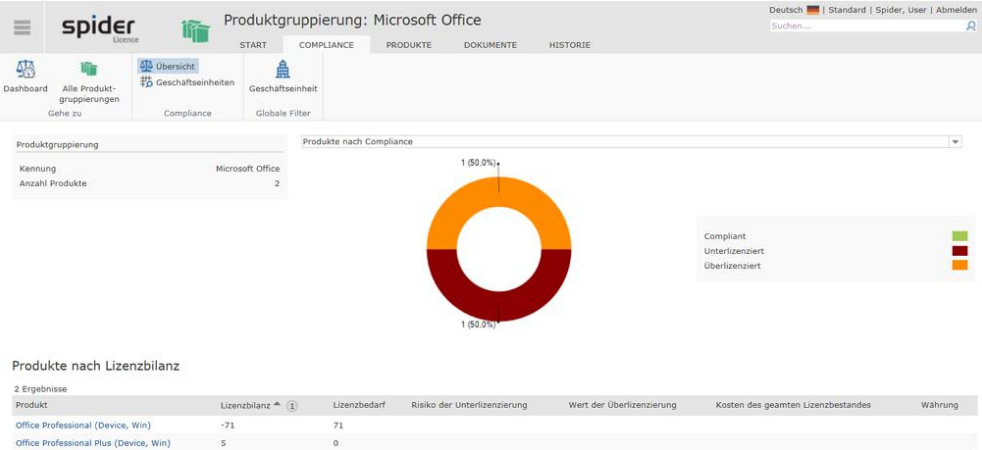 Deutsch | Standard | Spider, User | Abmelden
spider
Licence
Produktgruppierung: Microsoft Office
Suchen...
START COMPLIANCE PRODUKTE DOKUMENTE HISTORIE
Dashboard
Alle Produkt-
gruppierungen
Gehe zu
Übersicht
Geschäftseinheiten
Compliance
Geschäftseinheit
Globale Filter
Produktgruppierung
Kennung Microsoft Office
Anzahl Produkte 2
Produkte nach Compliance
1 (50,0%)
1 (50,0%)
Compliant
Unterlizenziert
Überlizenziert
Produkte nach Lizenzbilanz
2 Ergebnisse
Produkt Lizenzbilanz 1 Lizenzbedarf Risiko der Unterlizenzierung Wert der Überlizenzierung Kosten des geamten Lizenzbestandes Währung
Office Professional (Device, Win) -71 71
Office Professional Plus (Device, Win) 5 0